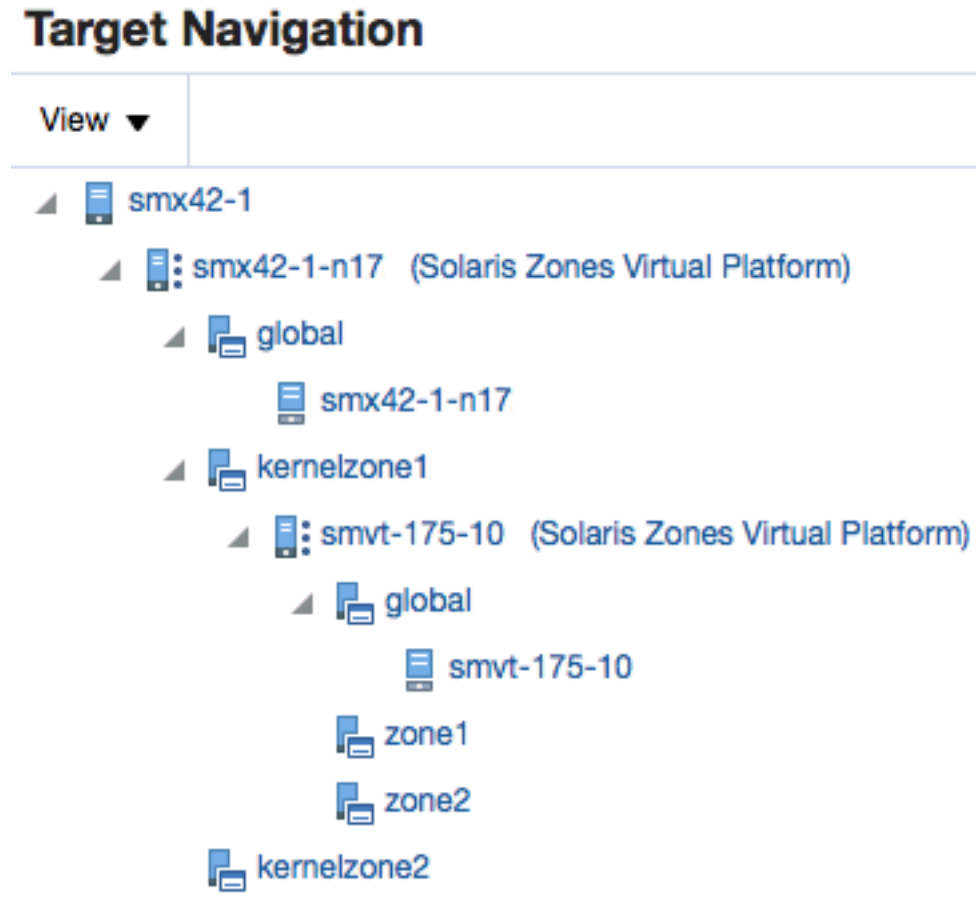 Target Navigation
View
smx42-1
smx42-1-n17 (Solaris Zones Virtual Platform)
global
smx42-1-n17
kernelzone1
smvt-175-10 (Solaris Zones Virtual Platform)
global
smvt-175-10
zone1
zone2
kernelzone2